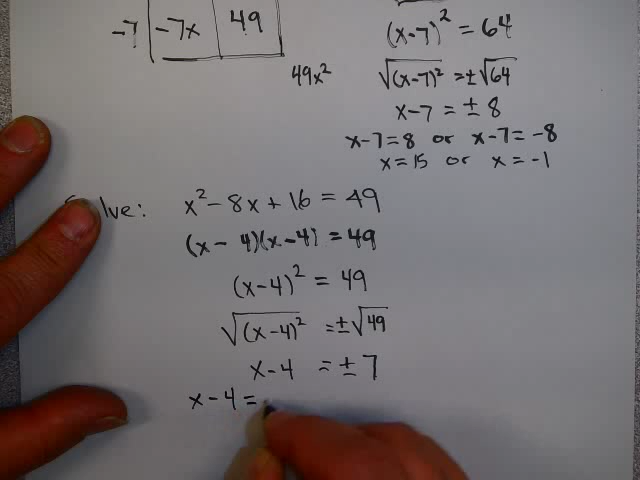 -7 -7x 49
49x²
(x-7)² = 64
√(x-7)² = ±√64
x-7 = ± 8
x-7=8 or x-7=-8
x=15 or x=-1
lve: x² - 8x + 16 = 49
(x - 4)(x-4) = 49
(x-4)² = 49
√(x-4)² = ±√49
x-4 = ± 7
x-4 =